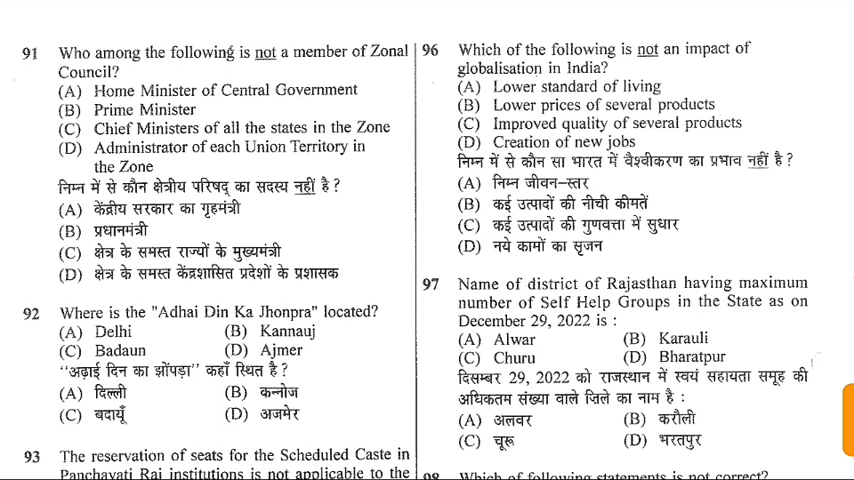 91 Who among the following is not a member of Zonal
Council?
(A) Home Minister of Central Government
(B) Prime Minister
(C) Chief Ministers of all the states in the Zone
(D) Administrator of each Union Territory in
the Zone
निम्न में से कौन क्षेत्रीय परिषद् का सदस्य नहीं है ?
(A) केंद्रीय सरकार का गृहमंत्री
(B) प्रधानमंत्री
(C) क्षेत्र के समस्त राज्यों के मुख्यमंत्री
(D) क्षेत्र के समस्त केंद्रशासित प्रदेशों के प्रशासक
92 Where is the "Adhai Din Ka Jhonpra" located?
(A) Delhi (B) Kannauj
(C) Badaun (D) Ajmer
‘‘अढ़ाई दिन का झोंपड़ा’’ कहाँ स्थित है ?
(A) दिल्ली (B) कन्नोज
(C) बदायूँ (D) अजमेर
93 The reservation of seats for the Scheduled Caste in
Panchayati Raj institutions is not applicable to the
96 Which of the following is not an impact of
globalisation in India?
(A) Lower standard of living
(B) Lower prices of several products
(C) Improved quality of several products
(D) Creation of new jobs
निम्न में से कौन सा भारत में वैश्वीकरण का प्रभाव नहीं है ?
(A) निम्न जीवन-स्तर
(B) कई उत्पादों की नीची कीमतें
(C) कई उत्पादों की गुणवत्ता में सुधार
(D) नये कामों का सृजन
97 Name of district of Rajasthan having maximum
number of Self Help Groups in the State as on
December 29, 2022 is :
(A) Alwar (B) Karauli
(C) Churu (D) Bharatpur
दिसम्बर 29, 2022 को राजस्थान में स्वयं सहायता समूह की
अधिकतम संख्या वाले ज़िले का नाम है :
(A) अलवर (B) करौली
(C) चूरू (D) भरतपुर
98 Which of following statements is not correct?